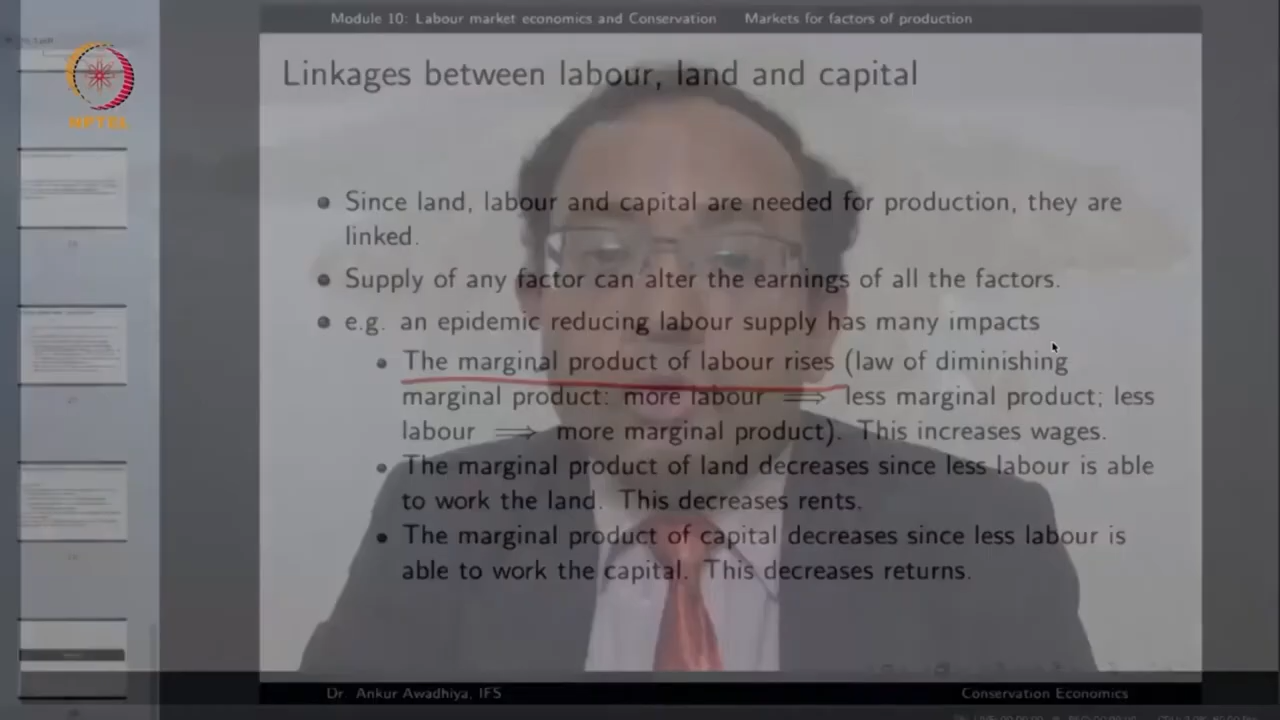 Module 10: Labour market economics and Conservation Markets for factors of production
NPTEL
Linkages between labour, land and capital
Since land, labour and capital are needed for production, they are
linked.
Supply of any factor can alter the earnings of all the factors.
e.g. an epidemic reducing labour supply has many impacts
The marginal product of labour rises (law of diminishing
marginal product: more labour ⟹ less marginal product; less
labour ⟹ more marginal product). This increases wages.
The marginal product of land decreases since less labour is able
to work the land. This decreases rents.
The marginal product of capital decreases since less labour is
able to work the capital. This decreases returns.
Dr. Ankur Awadhiya, IFS Conservation Economics